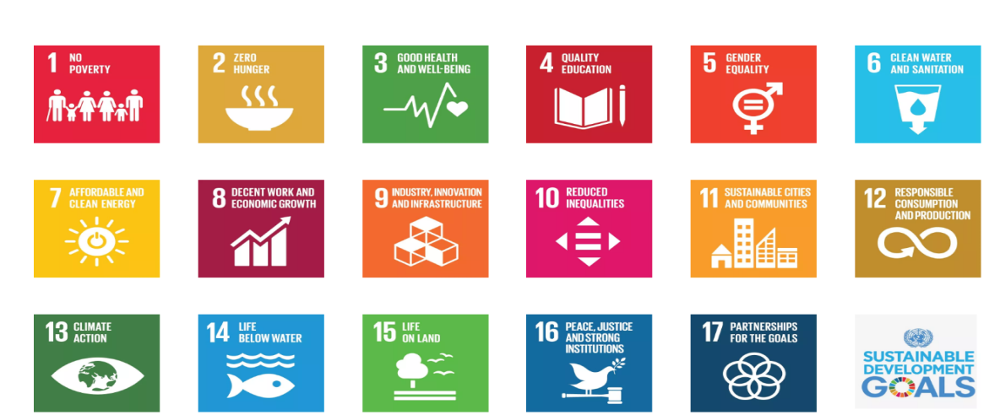 1 NO
POVERTY
2 ZERO
HUNGER
3 GOOD HEALTH
AND WELL-BEING
4 QUALITY
EDUCATION
5 GENDER
EQUALITY
6 CLEAN WATER
AND SANITATION
7 AFFORDABLE AND
CLEAN ENERGY
8 DECENT WORK AND
ECONOMIC GROWTH
9 INDUSTRY, INNOVATION
AND INFRASTRUCTURE
10 REDUCED
INEQUALITIES
11 SUSTAINABLE CITIES
AND COMMUNITIES
12 RESPONSIBLE
CONSUMPTION
AND PRODUCTION
13 CLIMATE
ACTION
14 LIFE
BELOW WATER
15 LIFE
ON LAND
16 PEACE, JUSTICE
AND STRONG
INSTITUTIONS
17 PARTNERSHIPS
FOR THE GOALS
SUSTAINABLE
DEVELOPMENT
GOALS